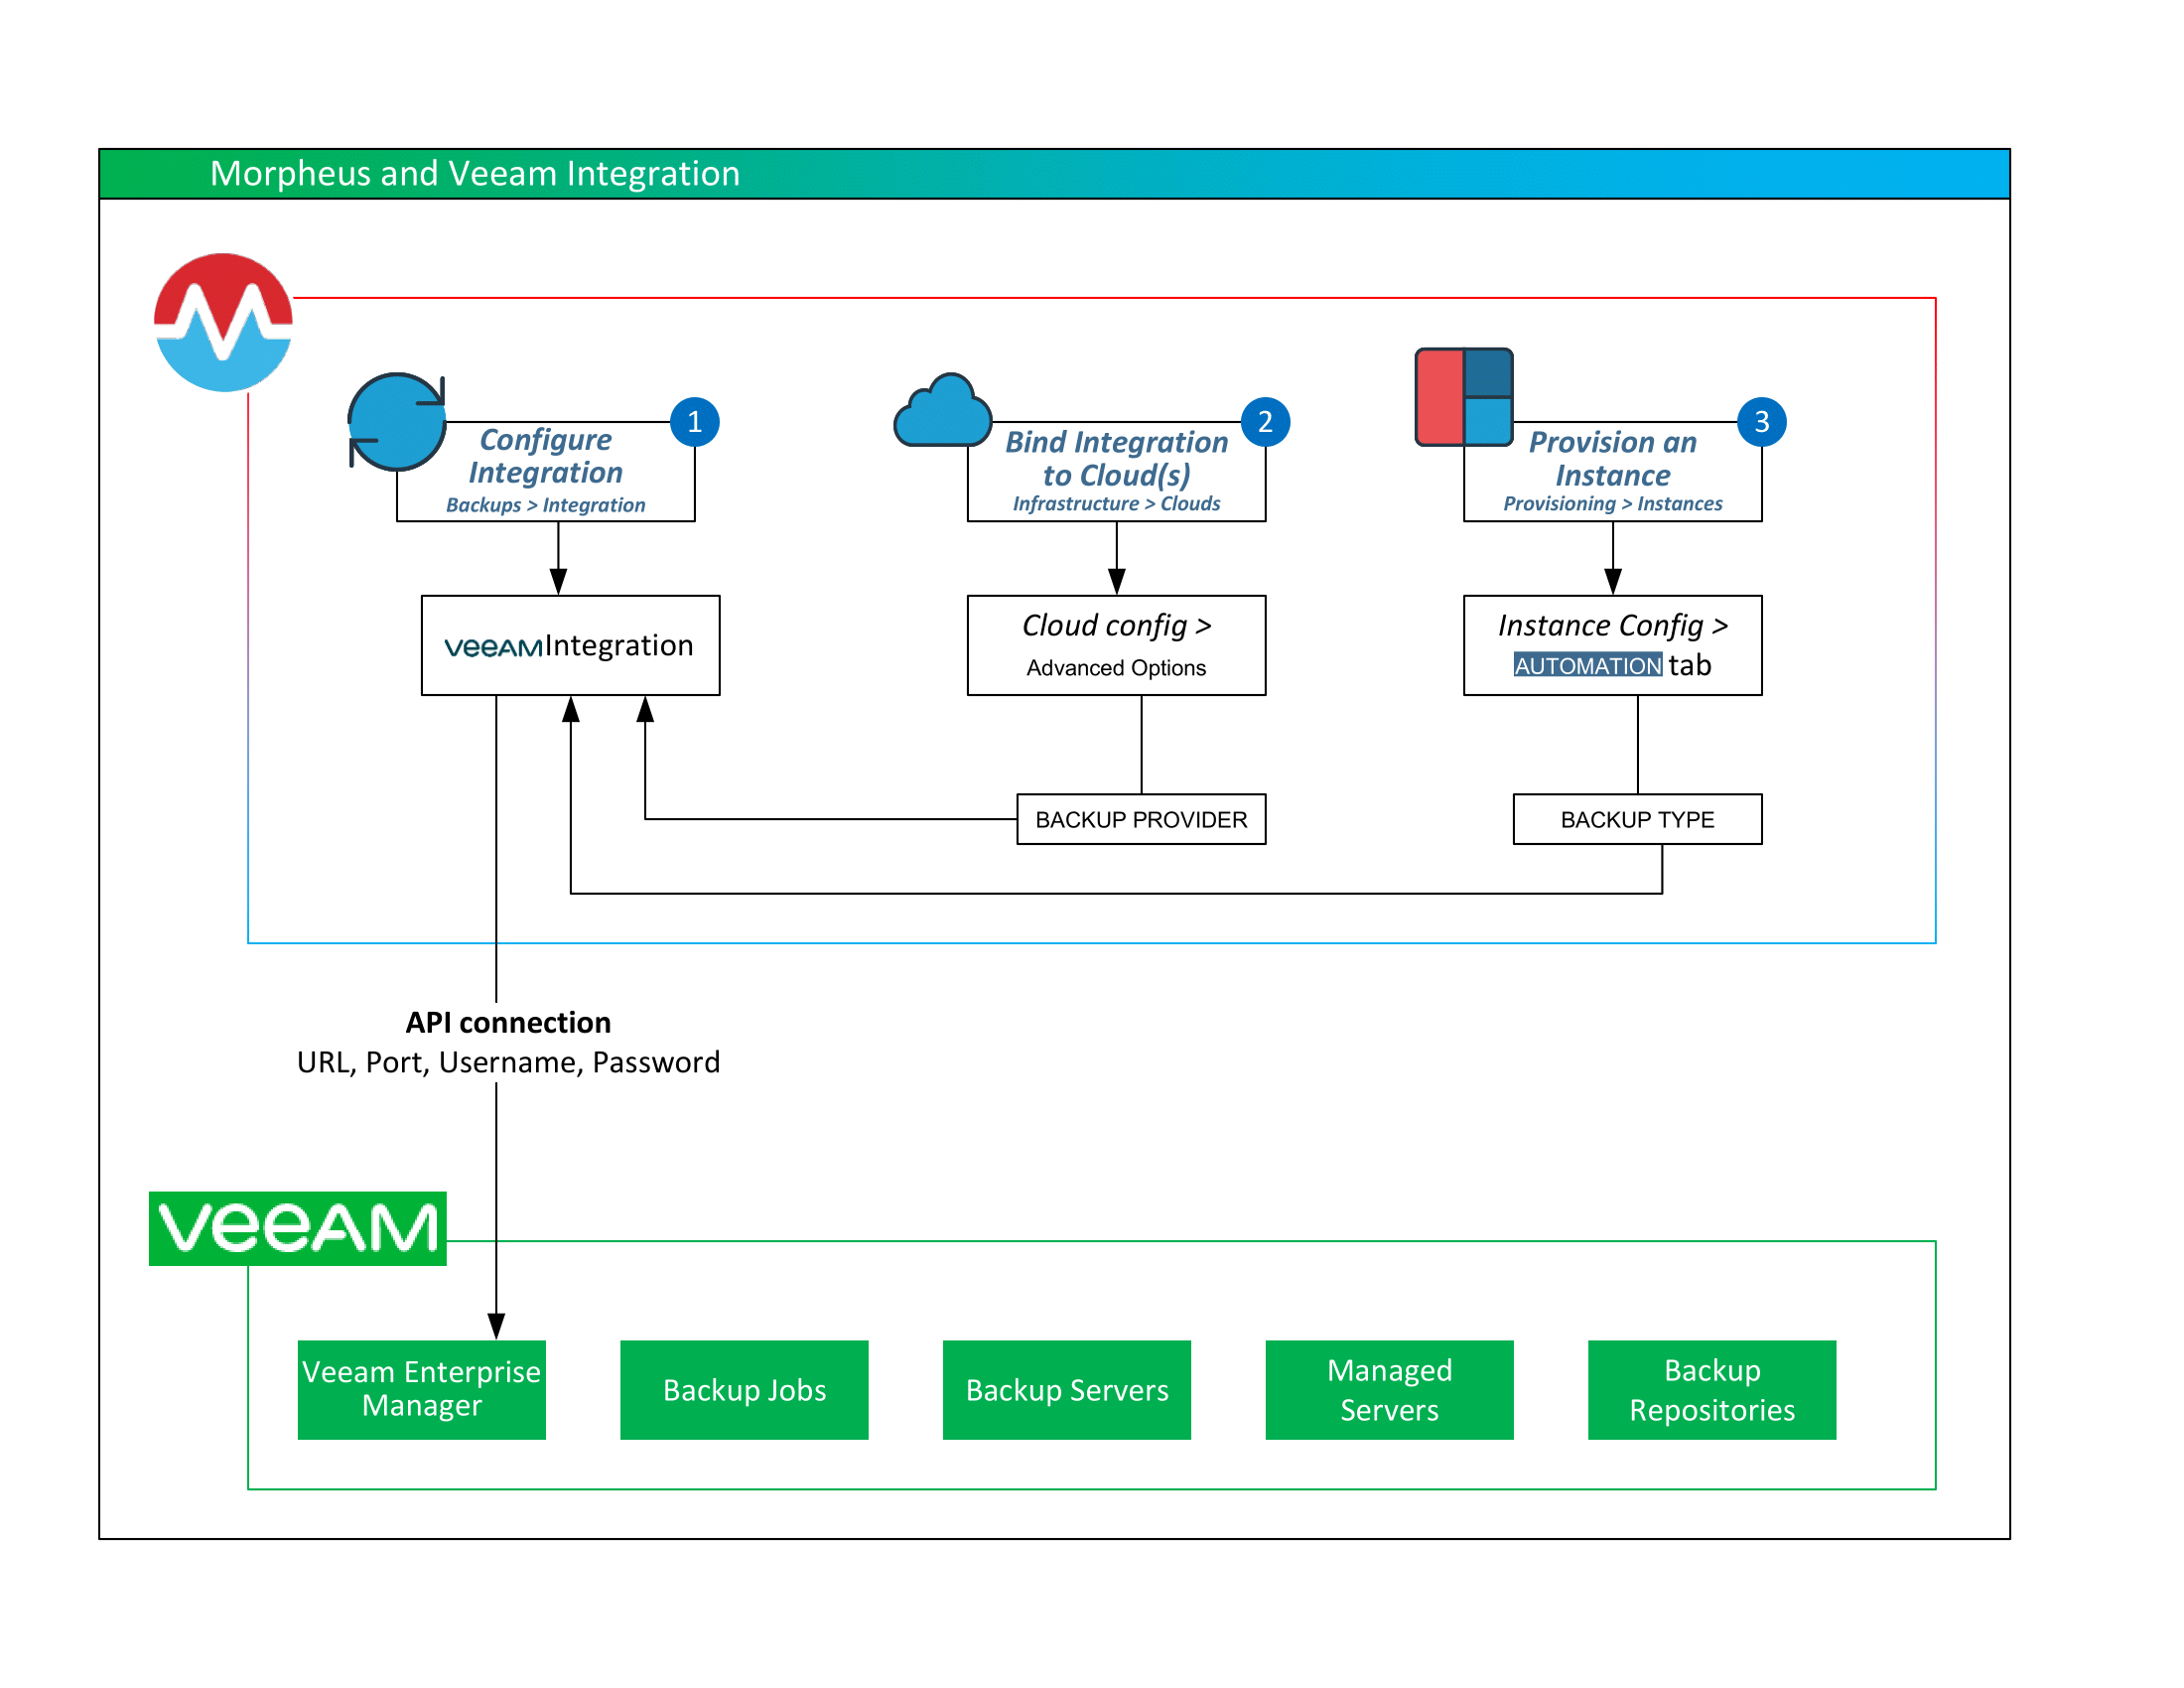 Morpheus and Veeam Integration
1
Configure
Integration
Backups > Integration
2
Bind Integration
to Cloud(s)
Infrastructure > Clouds
3
Provision an
Instance
Provisioning > Instances
veeAM Integration
Cloud config >
Advanced Options
Instance Config >
AUTOMATION tab
BACKUP PROVIDER
BACKUP TYPE
API connection
URL, Port, Username, Password
veeAM
Veeam Enterprise
Manager
Backup Jobs
Backup Servers
Managed
Servers
Backup
Repositories